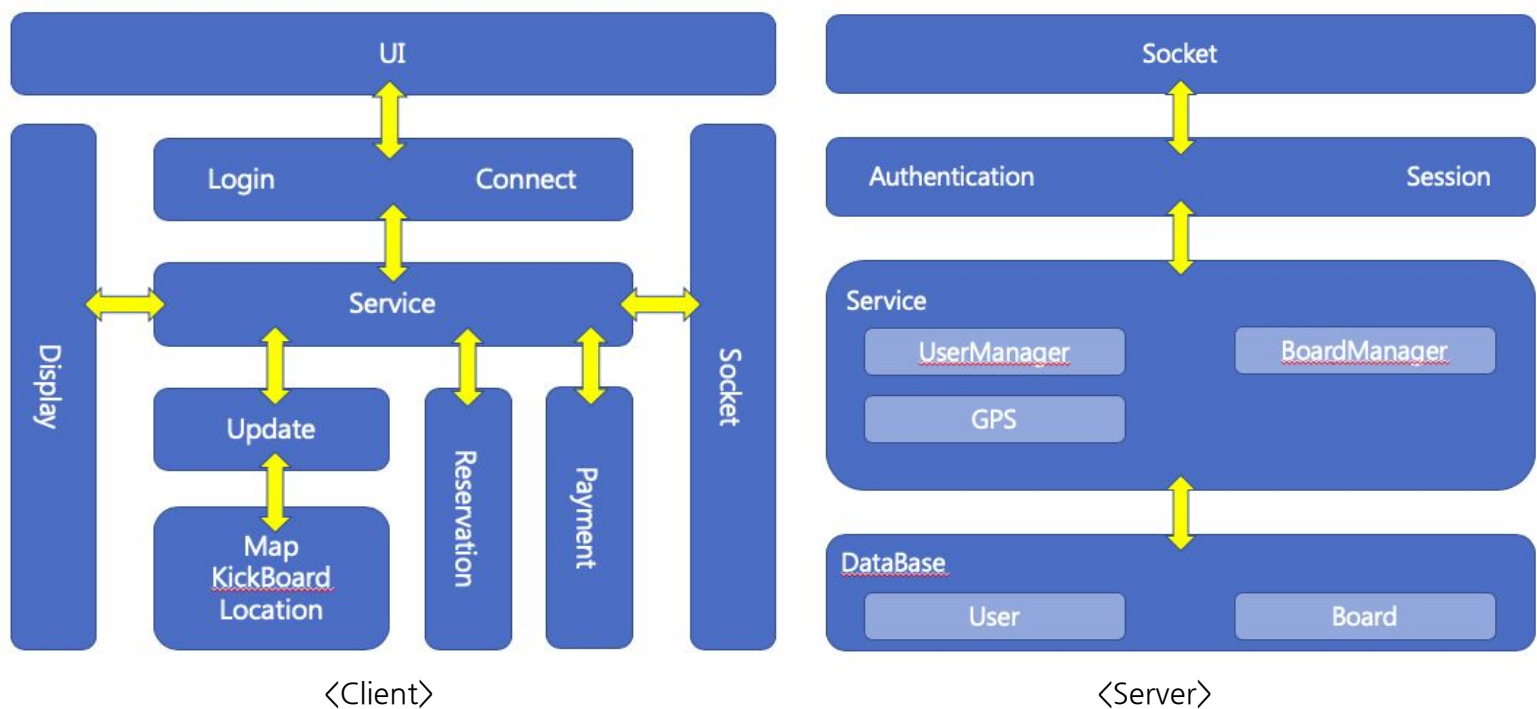 UI
Login Connect
Service
Display
Socket
Update
Map
KickBoard
Location
Reservation
Payment
<Client>
Socket
Authentication Session
Service
UserManager BoardManager
GPS
DataBase
User Board
<Server>